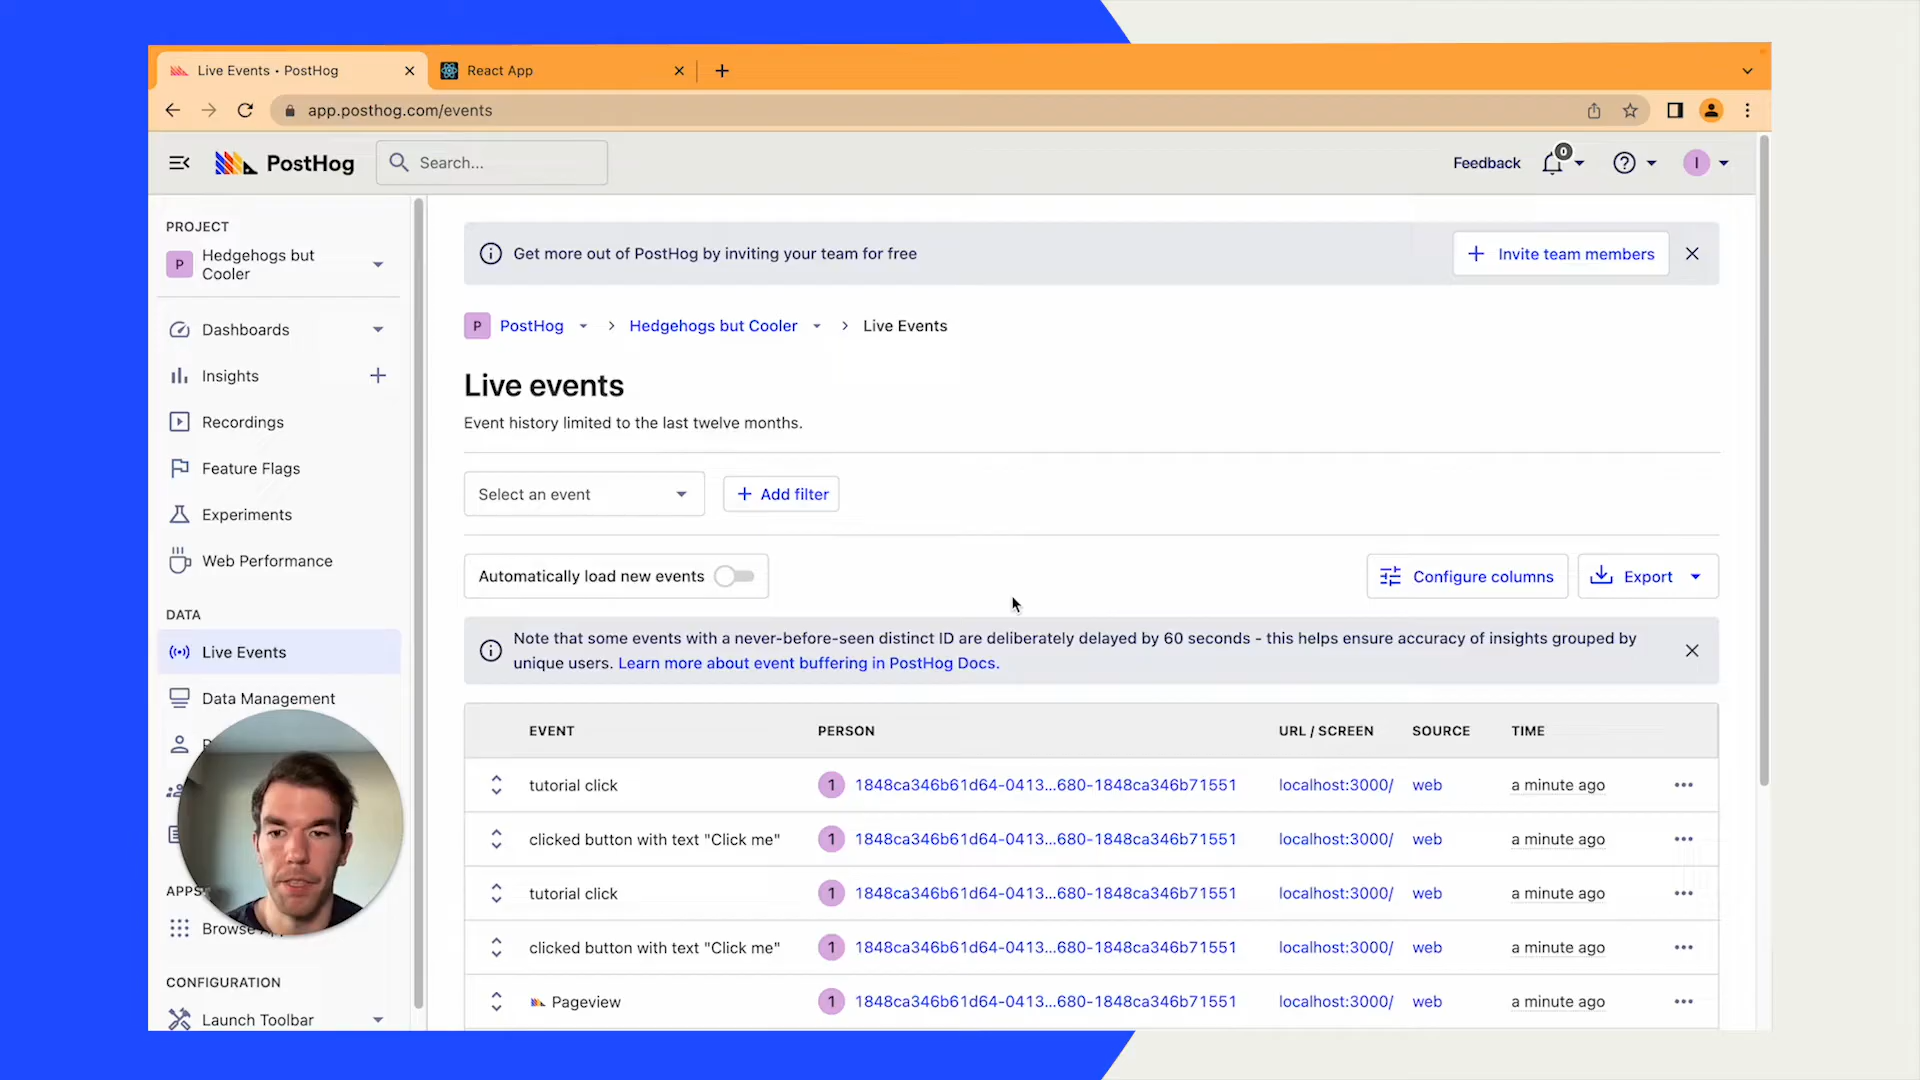 Live Events • PostHog
React App
app.posthog.com/events
PostHog
Search...
Feedback
0
I
PROJECT
P
Hedgehogs but
Cooler
Dashboards
Insights
Recordings
Feature Flags
Experiments
Web Performance
DATA
Live Events
Data Management
APPS
Browse
CONFIGURATION
Launch Toolbar
Get more out of PostHog by inviting your team for free
Invite team members
P PostHog > Hedgehogs but Cooler > Live Events
Live events
Event history limited to the last twelve months.
Select an event
+ Add filter
Automatically load new events
Configure columns
Export
Note that some events with a never-before-seen distinct ID are deliberately delayed by 60 seconds - this helps ensure accuracy of insights grouped by
unique users. Learn more about event buffering in PostHog Docs.
EVENT PERSON URL / SCREEN SOURCE TIME
tutorial click 1 1848ca346b61d64-0413...680-1848ca346b71551 localhost:3000/ web a minute ago
clicked button with text "Click me" 1 1848ca346b61d64-0413...680-1848ca346b71551 localhost:3000/ web a minute ago
tutorial click 1 1848ca346b61d64-0413...680-1848ca346b71551 localhost:3000/ web a minute ago
clicked button with text "Click me" 1 1848ca346b61d64-0413...680-1848ca346b71551 localhost:3000/ web a minute ago
Pageview 1 1848ca346b61d64-0413...680-1848ca346b71551 localhost:3000/ web a minute ago